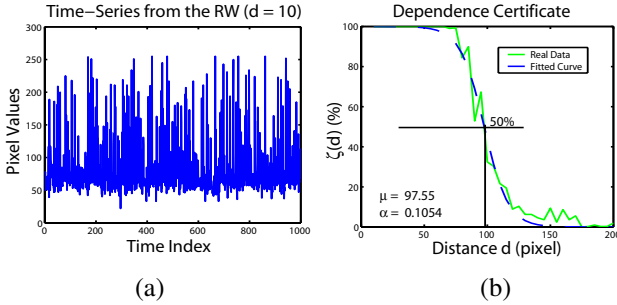 Time−Series from the RW (d = 10)
Pixel Values
300
250
200
150
100
50
0
0 200 400 600 800 1000
Time Index
(a)
Dependence Certificate
ζ(d) (%)
100
80
60
40
20
0
Real Data
Fitted Curve
50%
μ = 97.55
α = 0.1054
0 50 100 150 200
Distance d (pixel)
(b)